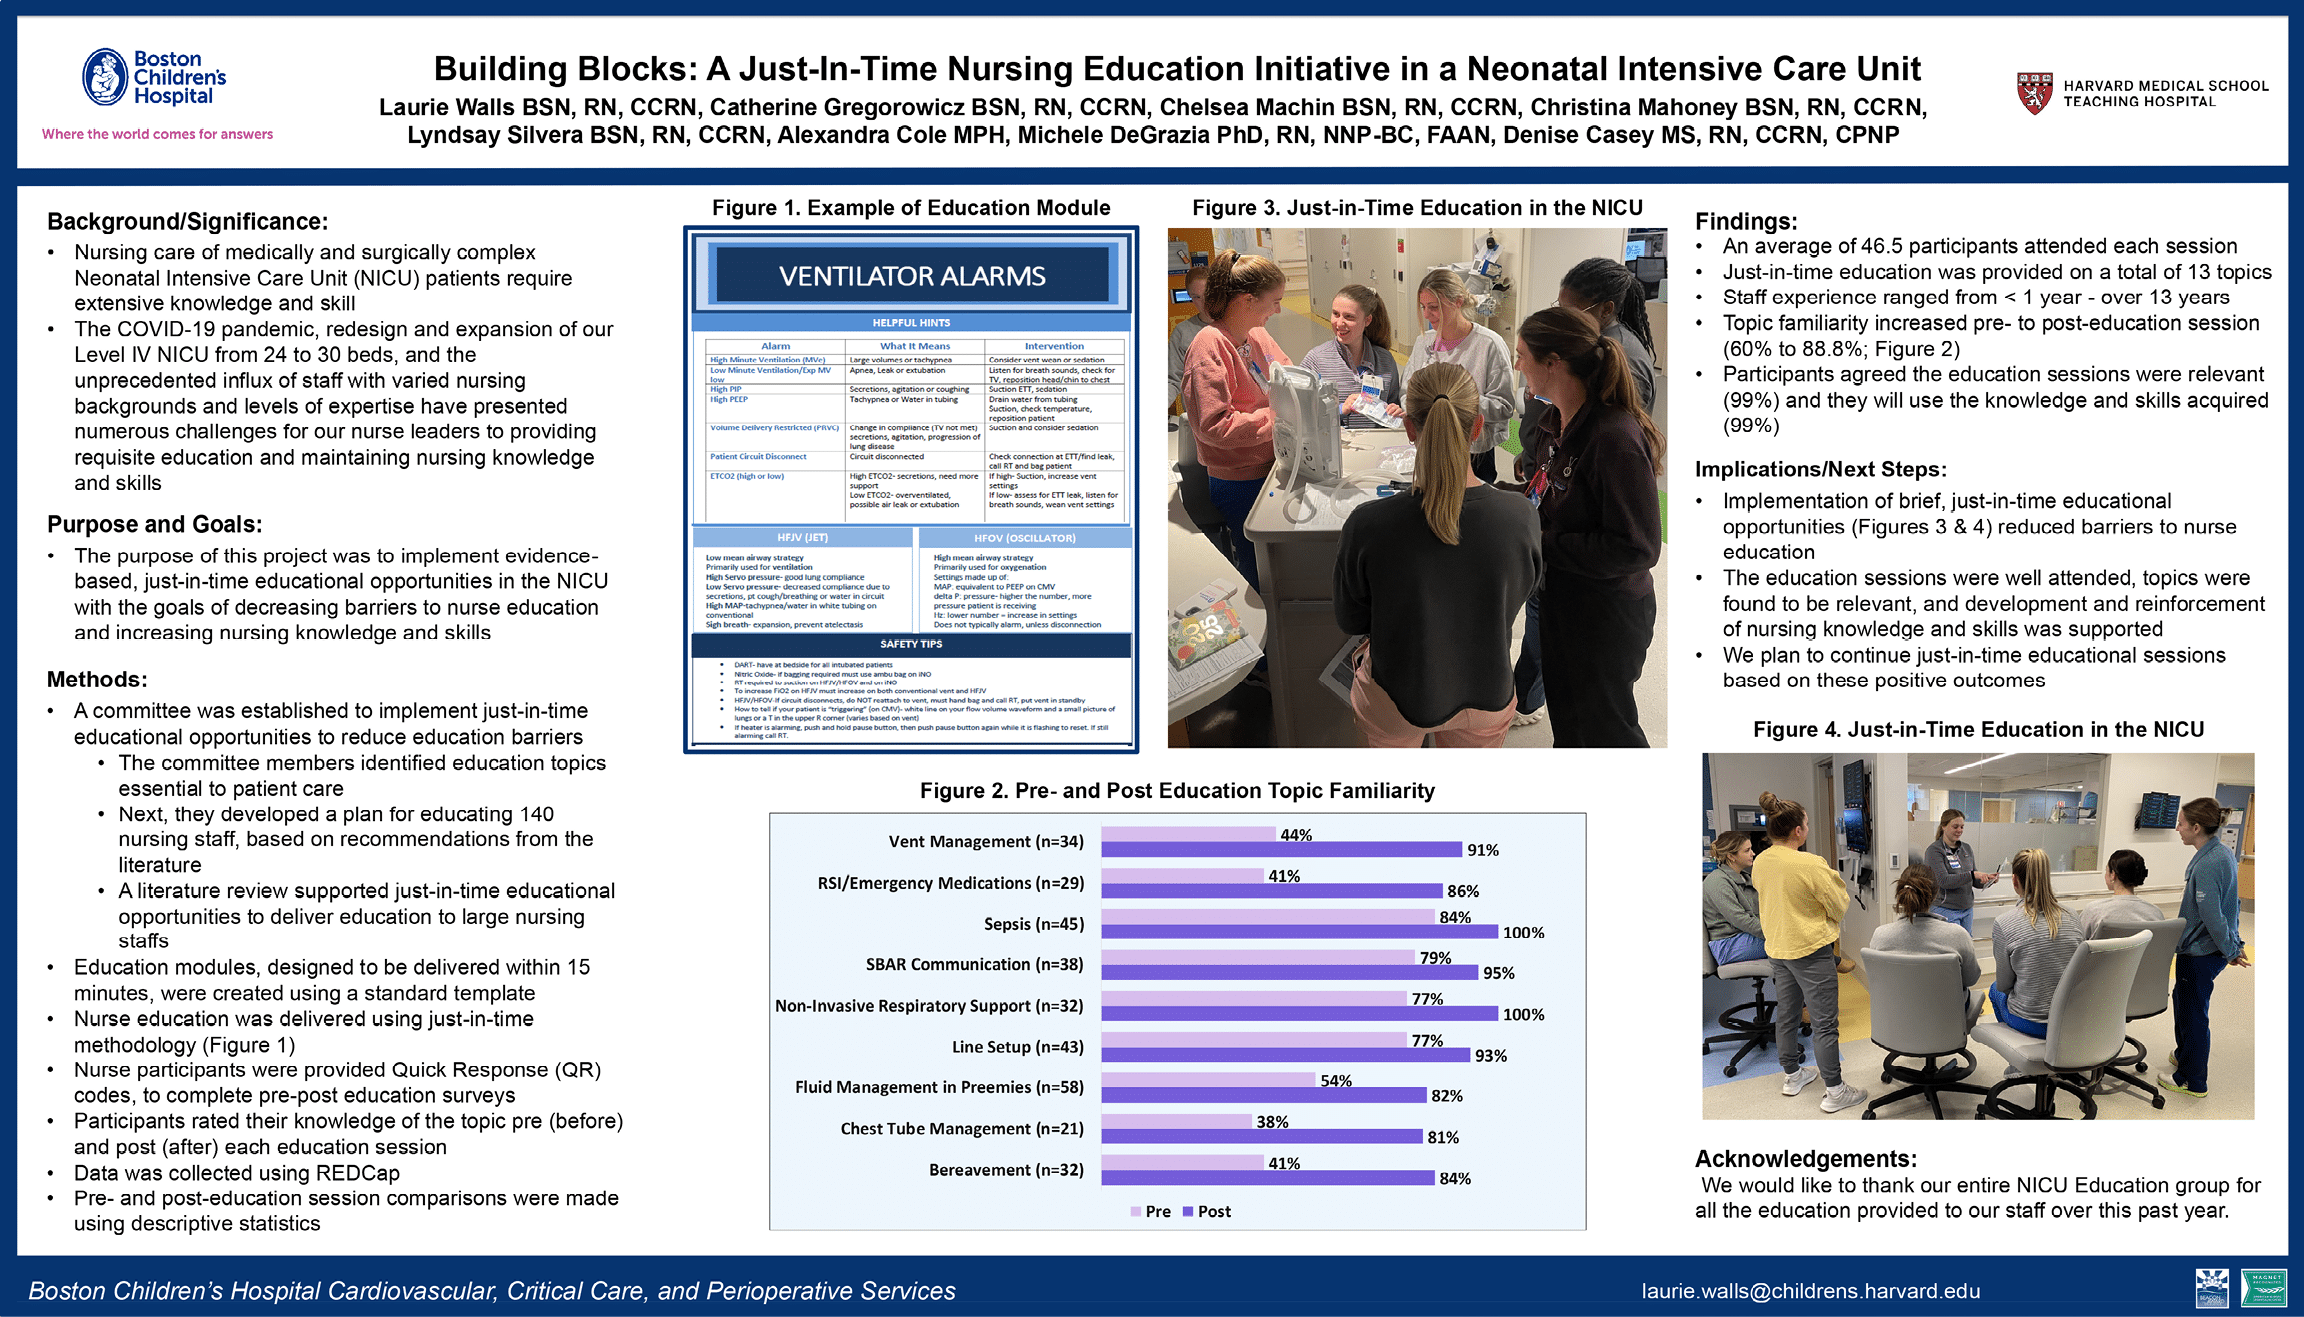 Boston
Children's
Hospital
Where the world comes for answers
Building Blocks: A Just-In-Time Nursing Education Initiative in a Neonatal Intensive Care Unit
Laurie Walls BSN, RN, CCRN, Catherine Gregorowicz BSN, RN, CCRN, Chelsea Machin BSN, RN, CCRN, Christina Mahoney BSN, RN, CCRN,
Lyndsay Silvera BSN, RN, CCRN, Alexandra Cole MPH, Michele DeGrazia PhD, RN, NNP-BC, FAAN, Denise Casey MS, RN, CCRN, CPNP
HARVARD MEDICAL SCHOOL
TEACHING HOSPITAL
Background/Significance:
• Nursing care of medically and surgically complex
Neonatal Intensive Care Unit (NICU) patients require
extensive knowledge and skill
• The COVID-19 pandemic, redesign and expansion of our
Level IV NICU from 24 to 30 beds, and the
unprecedented influx of staff with varied nursing
backgrounds and levels of expertise have presented
numerous challenges for our nurse leaders to providing
requisite education and maintaining nursing knowledge
and skills
Purpose and Goals:
• The purpose of this project was to implement evidence-
based, just-in-time educational opportunities in the NICU
with the goals of decreasing barriers to nurse education
and increasing nursing knowledge and skills
Methods:
• A committee was established to implement just-in-time
educational opportunities to reduce education barriers
• The committee members identified education topics
essential to patient care
• Next, they developed a plan for educating 140
nursing staff, based on recommendations from the
literature
• A literature review supported just-in-time educational
opportunities to deliver education to large nursing
staffs
• Education modules, designed to be delivered within 15
minutes, were created using a standard template
• Nurse education was delivered using just-in-time
methodology (Figure 1)
• Nurse participants were provided Quick Response (QR)
codes, to complete pre-post education surveys
• Participants rated their knowledge of the topic pre (before)
and post (after) each education session
• Data was collected using REDCap
• Pre- and post-education session comparisons were made
using descriptive statistics
Figure 1. Example of Education Module
VENTILATOR ALARMS
HELPFUL HINTS
Alarm What It Means Intervention
High Minute Ventilation (MVe) Large volumes or tachypnea Consider vent wean or sedation
Low Minute Ventilation/Exp MV Apnea, Leak or extubation Listen for breath sounds, check for
low TV, reposition head/chin to chest
High PIP Secretions, agitation or coughing Suction ETT, sedation
High PEEP Tachypnea or Water in tubing Drain water from tubing
Suction, check temperature,
reposition patient
Volume Delivery Restricted (PRVC) Change in compliance (TV not met) Suction and consider sedation
secretions, agitation, progression of
lung disease
Patient Circuit Disconnect Circuit disconnected Check connection at ETT/find leak,
call RT and bag patient
ETCO2 (high or low) High ETCO2- secretions, need more If high- Suction, increase vent
support settings
Low ETCO2- overventilated, If low- assess for ETT leak, listen for
possible air leak or extubation breath sounds, wean vent settings
HFJV (JET)
Low mean airway strategy
Primarily used for ventilation
High Servo pressure- good lung compliance
Low Servo pressure- decreased compliance due to
secretions, pt cough/breathing or water in circuit
High MAP-tachypnea/water in white tubing on
conventional
Sigh breath- expansion, prevent atelectasis
HFOV (OSCILLATOR)
High mean airway strategy
Primarily used for oxygenation
Settings made up of:
MAP: equivalent to PEEP on CMV
delta P: pressure- higher the number, more
pressure patient is receiving
Hz: lower number = increase in settings
Does not typically alarm, unless disconnection
SAFETY TIPS
• DART- have at bedside for all intubated patients
• Nitric Oxide- if bagging required must use ambu bag on iNO
• RT required to suction on HFJV/HFOV and on iNO
• To increase FiO2 on HFJV must increase on both conventional vent and HFJV
• HFJV/HFOV-If circuit disconnects, do NOT reattach to vent, must hand bag and call RT, put vent in standby
• How to tell if your patient is "triggering" (on CMV)- white line on your flow volume waveform and a small picture of
lungs or a T in the upper R corner (varies based on vent)
• If heater is alarming, push and hold pause button, then push pause button again while it is flashing to reset. If still
alarming call RT.
Figure 3. Just-in-Time Education in the NICU
Figure 2. Pre- and Post Education Topic Familiarity
Vent Management (n=34) 44%
91%
RSI/Emergency Medications (n=29) 41%
86%
Sepsis (n=45) 84%
100%
SBAR Communication (n=38) 79%
95%
Non-Invasive Respiratory Support (n=32) 77%
100%
Line Setup (n=43) 77%
93%
Fluid Management in Preemies (n=58) 54%
82%
Chest Tube Management (n=21) 38%
81%
Bereavement (n=32) 41%
84%
Pre Post
Findings:
• An average of 46.5 participants attended each session
• Just-in-time education was provided on a total of 13 topics
• Staff experience ranged from < 1 year - over 13 years
• Topic familiarity increased pre- to post-education session
(60% to 88.8%; Figure 2)
• Participants agreed the education sessions were relevant
(99%) and they will use the knowledge and skills acquired
(99%)
Implications/Next Steps:
• Implementation of brief, just-in-time educational
opportunities (Figures 3 & 4) reduced barriers to nurse
education
• The education sessions were well attended, topics were
found to be relevant, and development and reinforcement
of nursing knowledge and skills was supported
• We plan to continue just-in-time educational sessions
based on these positive outcomes
Figure 4. Just-in-Time Education in the NICU
Acknowledgements:
We would like to thank our entire NICU Education group for
all the education provided to our staff over this past year.
Boston Children's Hospital Cardiovascular, Critical Care, and Perioperative Services
laurie.walls@childrens.harvard.edu
BEACON
MAGNET
RECOGNIZED